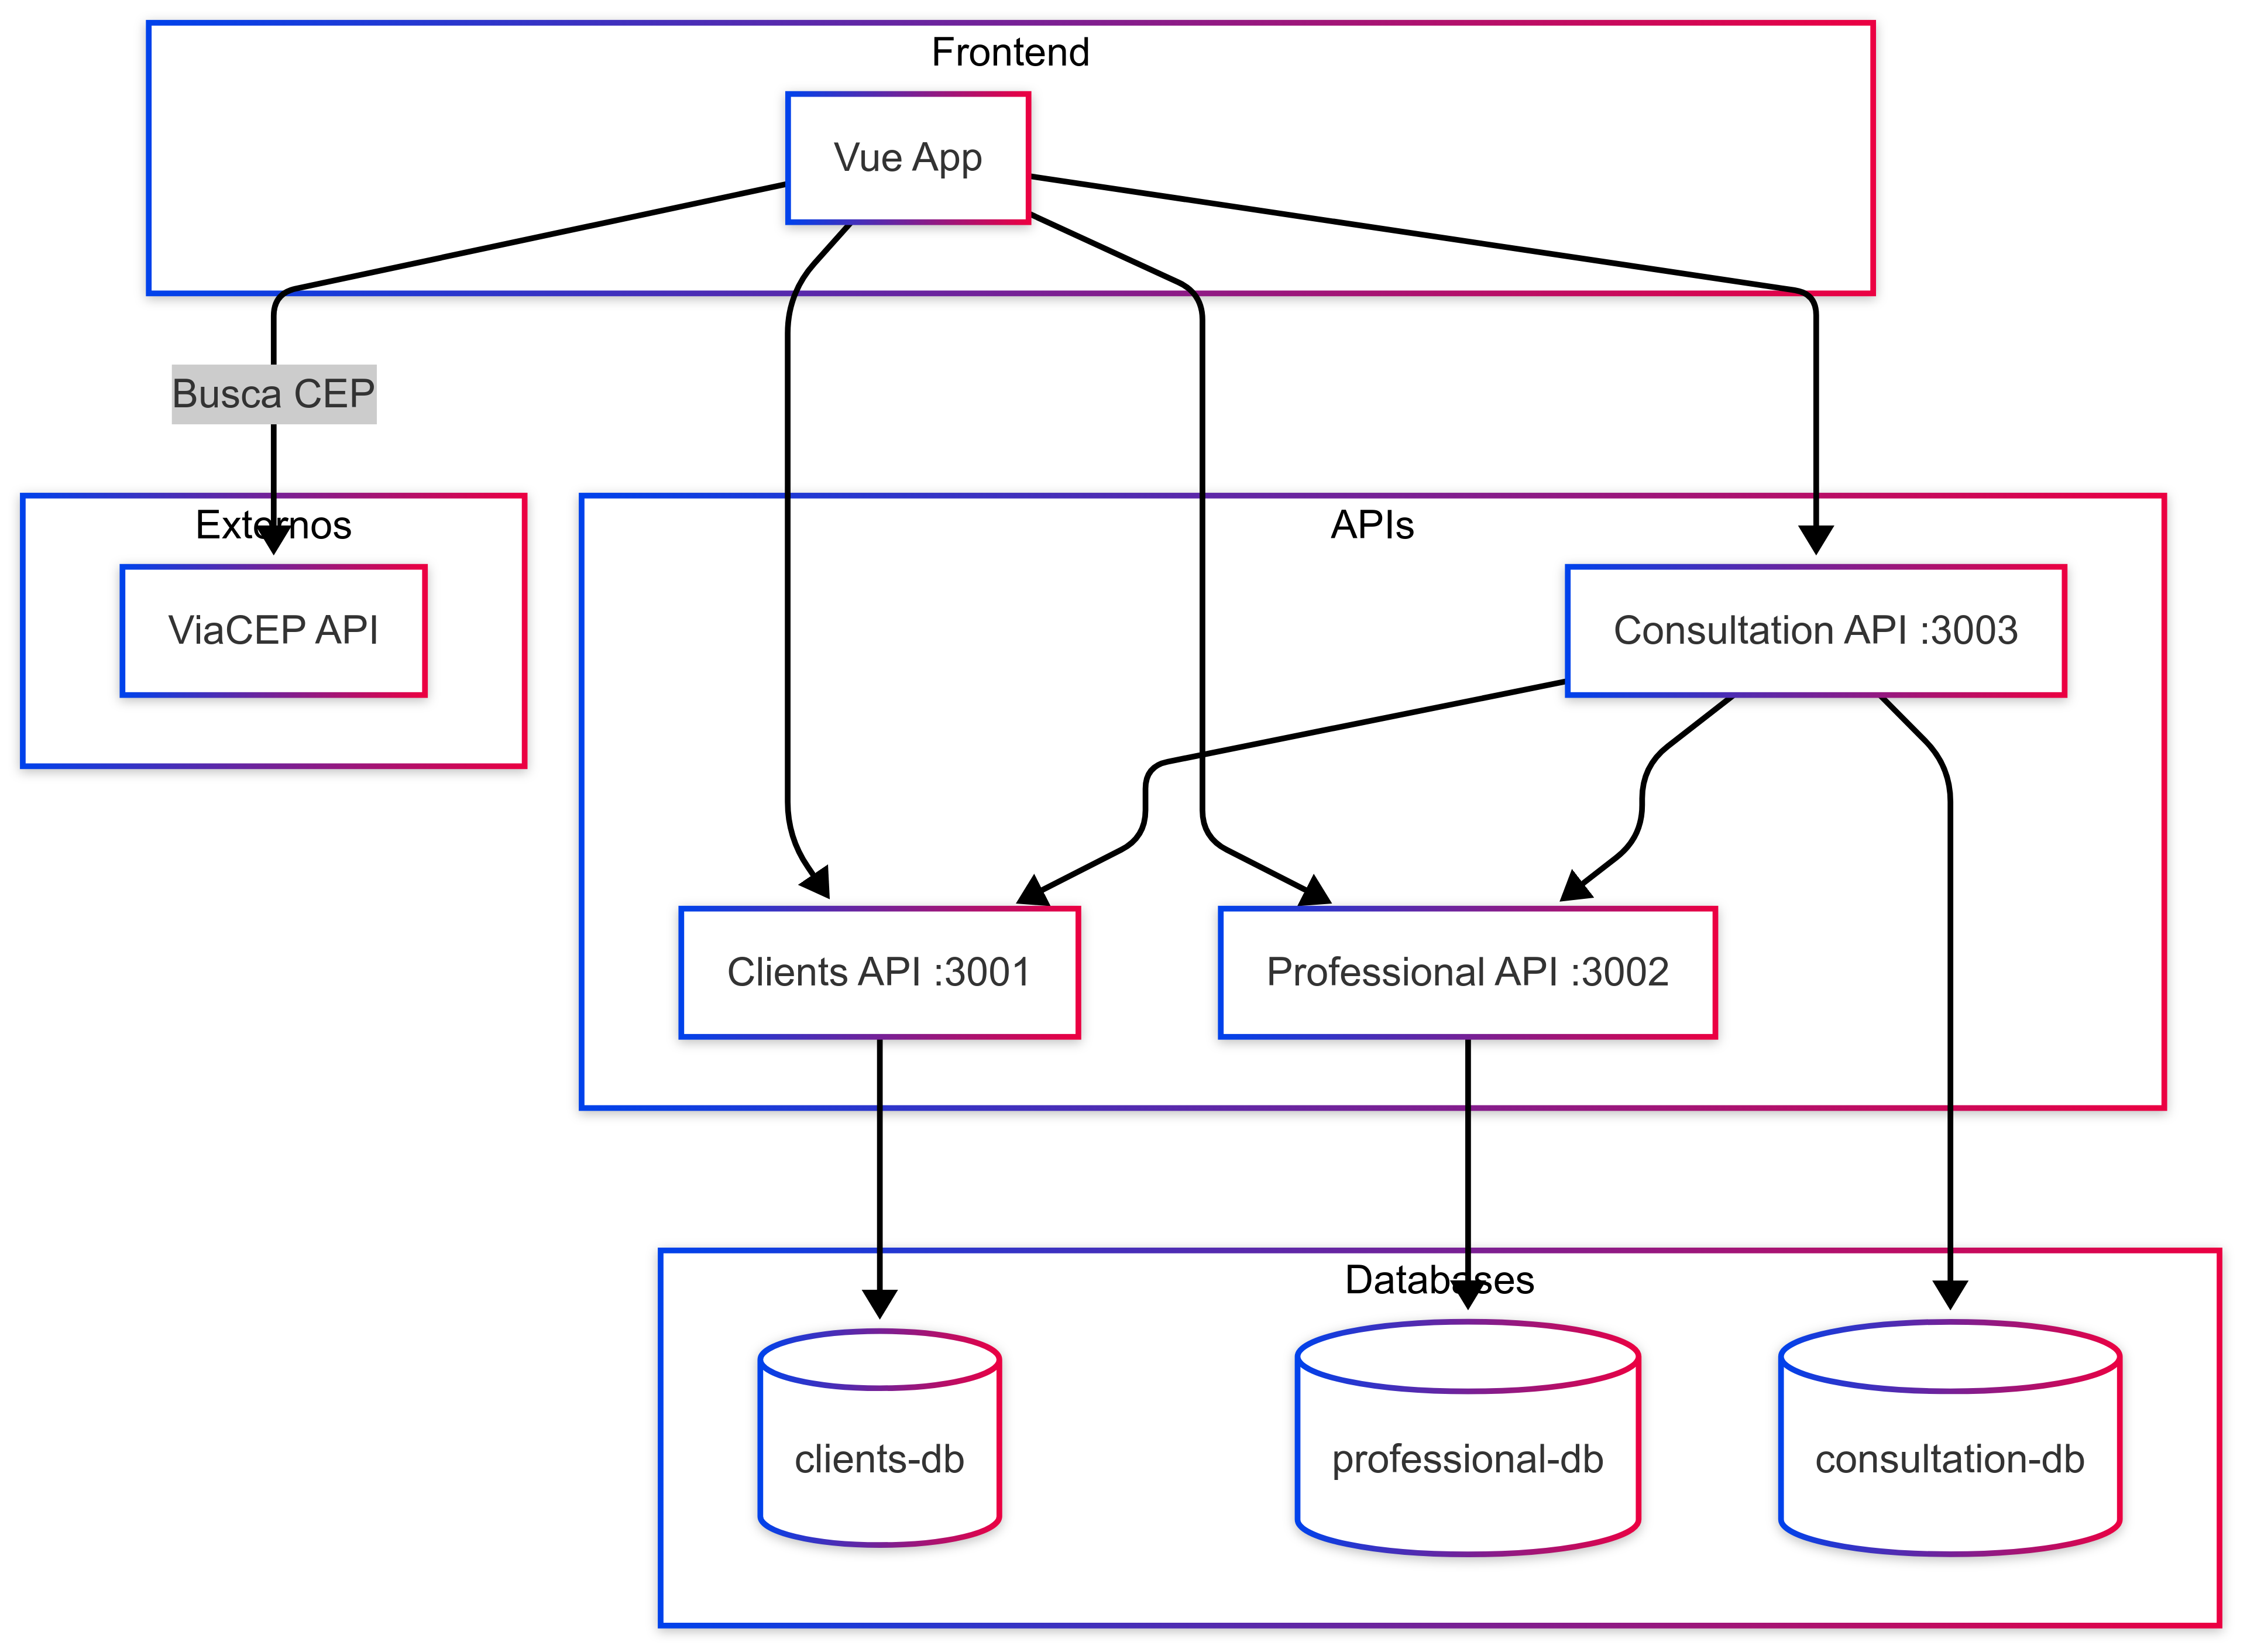 Frontend
Vue App
Busca CEP
Externos
ViaCEP API
APIs
Consultation API :3003
Clients API :3001
Professional API :3002
Databases
clients-db
professional-db
consultation-db